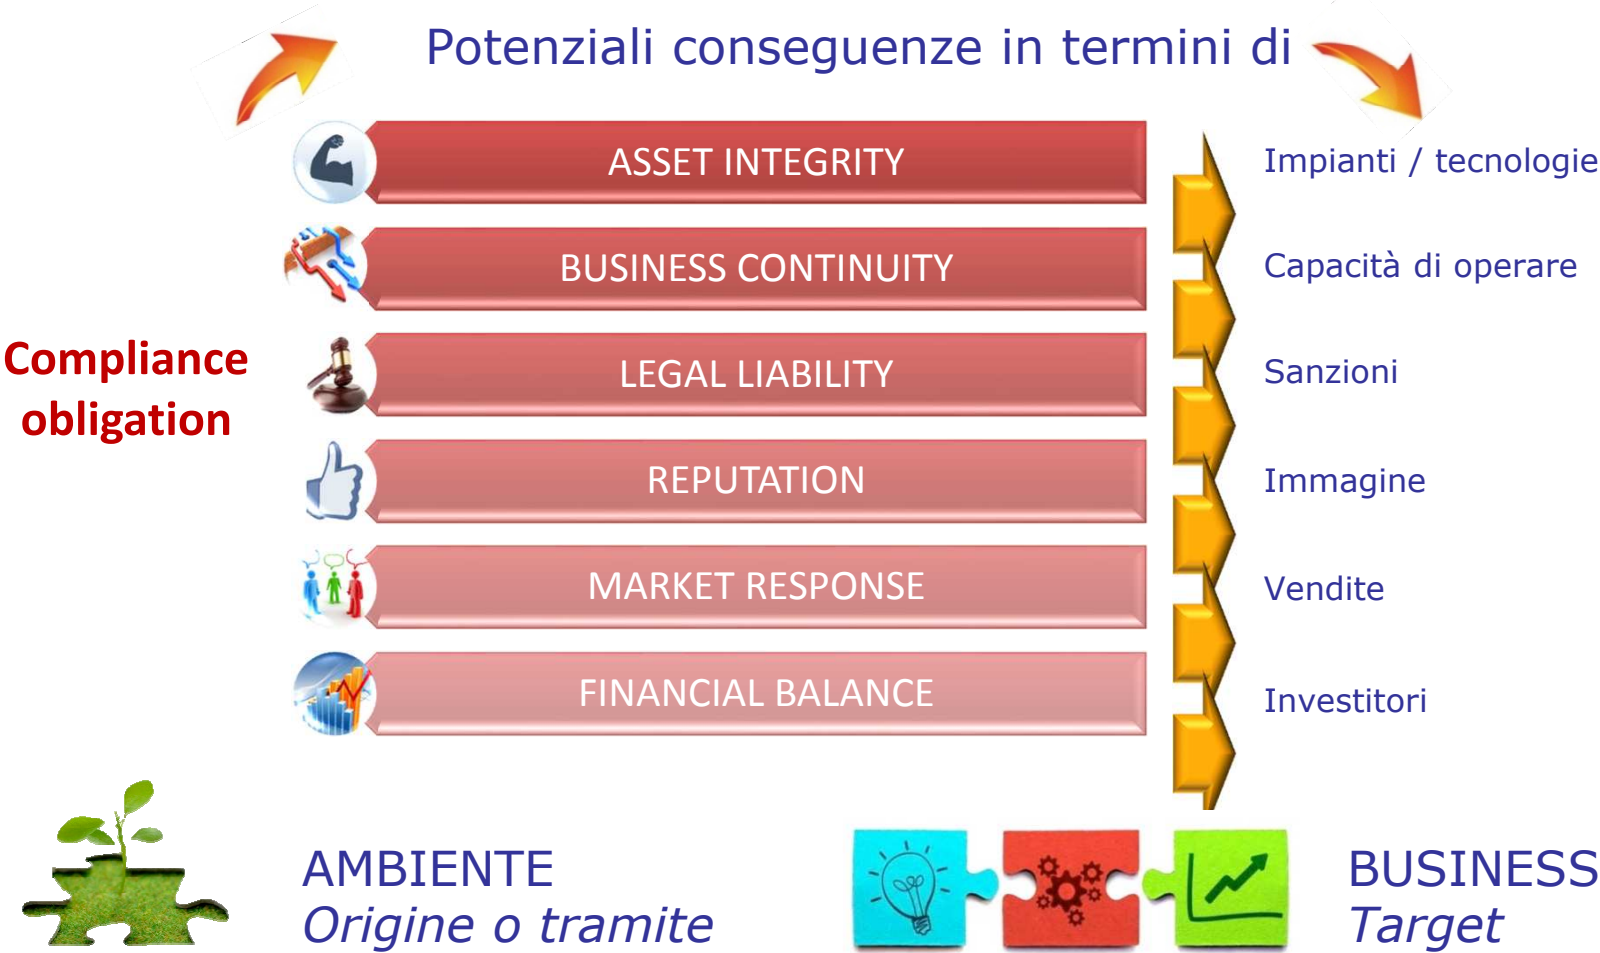 Potenziali conseguenze in termini di
ASSET INTEGRITY
Impianti / tecnologie
BUSINESS CONTINUITY
Capacità di operare
Compliance
obligation
LEGAL LIABILITY
Sanzioni
REPUTATION
Immagine
MARKET RESPONSE
Vendite
FINANCIAL BALANCE
Investitori
AMBIENTE
Origine o tramite
BUSINESS
Target